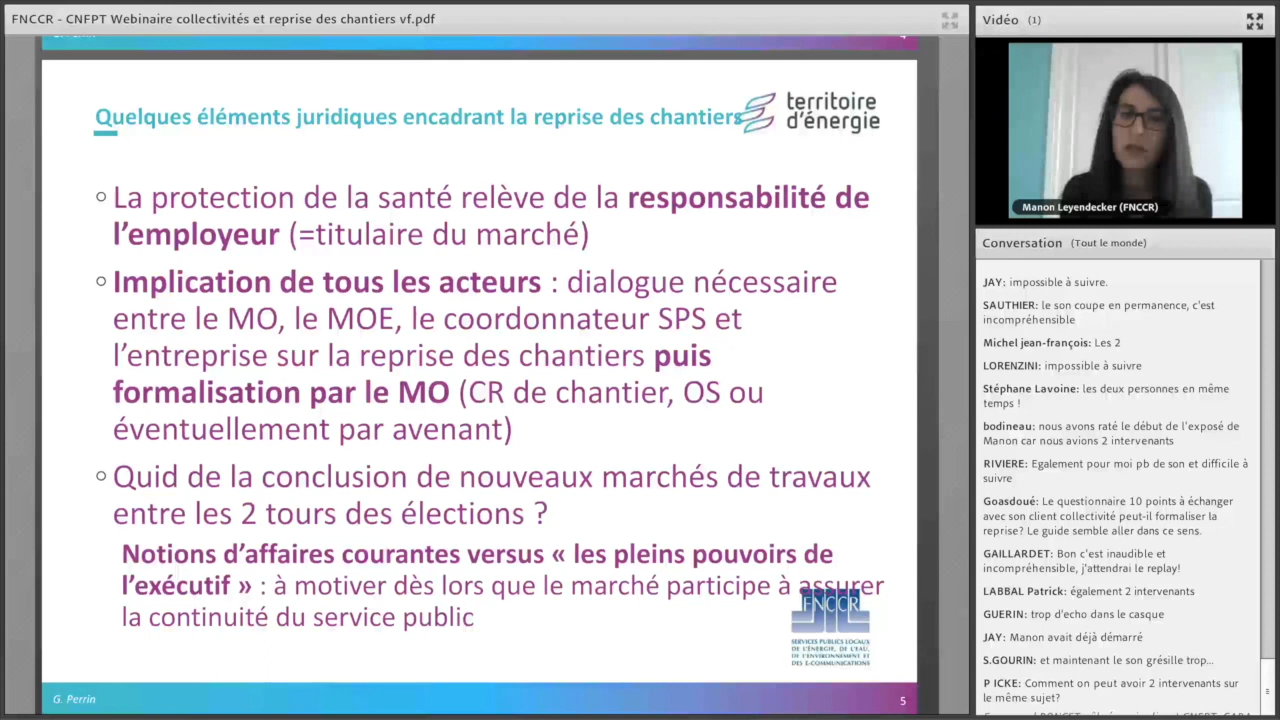 FNCCR - CNFPT Webinaire collectivités et reprise des chantiers vf.pdf
Quelques éléments juridiques encadrant la reprise des chantiers
territoire
d'énergie
La protection de la santé relève de la responsabilité de
l'employeur (=titulaire du marché)
Implication de tous les acteurs : dialogue nécessaire
entre le MO, le MOE, le coordonnateur SPS et
l'entreprise sur la reprise des chantiers puis
formalisation par le MO (CR de chantier, OS ou
éventuellement par avenant)
Quid de la conclusion de nouveaux marchés de travaux
entre les 2 tours des élections ?
Notions d'affaires courantes versus « les pleins pouvoirs de
l'exécutif » : à motiver dès lors que le marché participe à assurer
la continuité du service public
FNCCR
SERVICES PUBLICS LOCAUX
DE L'ÉNERGIE, DE L'EAU,
DE L'ENVIRONNEMENT ET
DES E-COMMUNICATIONS
G. Perrin
5
Vidéo (1)
Manon Leyendecker (FNCCR)
Conversation (Tout le monde)
JAY: impossible à suivre.
SAUTHIER: le son coupe en permanence, c'est
incompréhensible
Michel jean-françois: Les 2
LORENZINI: impossible à suivre
Stéphane Lavoine: les deux personnes en même
temps !
bodineau: nous avons raté le début de l'exposé de
Manon car nous avions 2 intervenants
RIVIERE: Egalement pour moi pb de son et difficile à
suivre
Goasdoué: Le questionnaire 10 points à échanger
avec son client collectivité peut-il formaliser la
reprise? Le guide semble aller dans ce sens.
GAILLARDET: Bon c'est inaudible et
incompréhensible, j'attendrai le replay!
LABBAL Patrick: également 2 intervenants
GUERIN: trop d'echo dans le casque
JAY: Manon avait déjà démarré
S.GOURIN: et maintenant le son grésille trop...
P ICKE: Comment on peut avoir 2 intervenants sur
le même sujet?